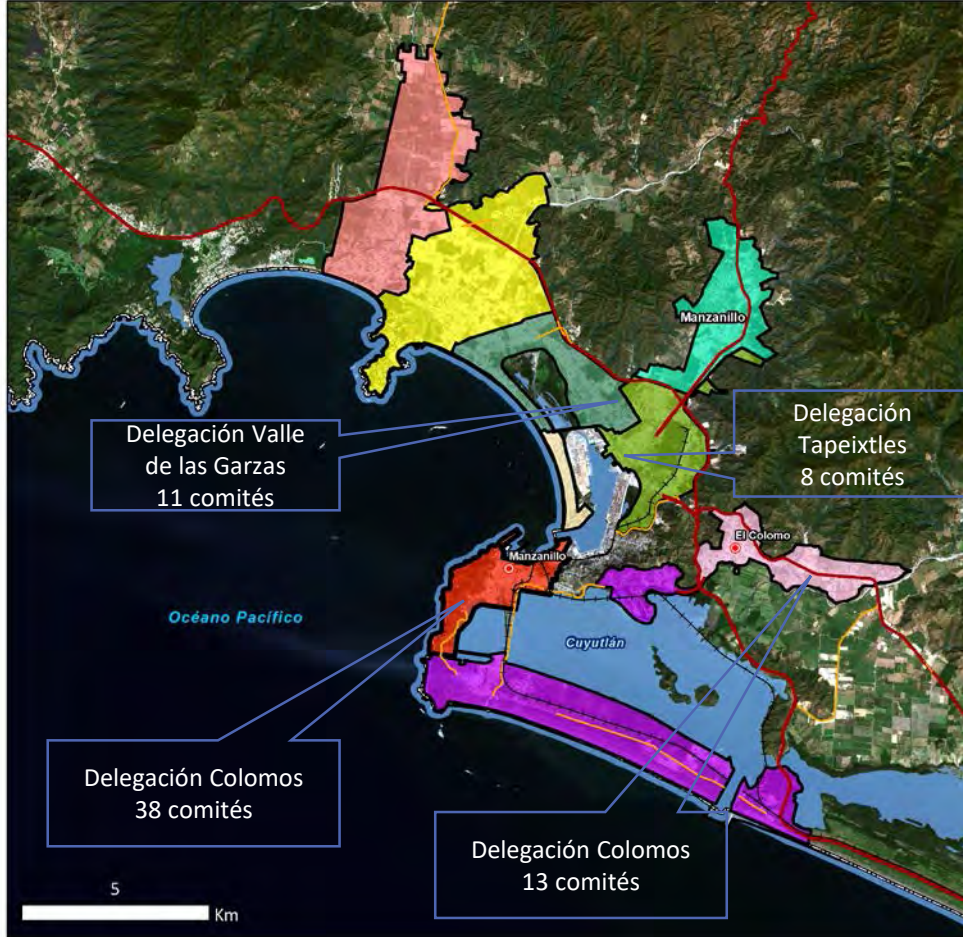 Manzanillo
Delegación Valle
de las Garzas
11 comités
Delegación
Tapeixtles
8 comités
El Colomo
Manzanillo
Océano Pacífico
Cuyutlán
Delegación Colomos
38 comités
Delegación Colomos
13 comités
5
Km